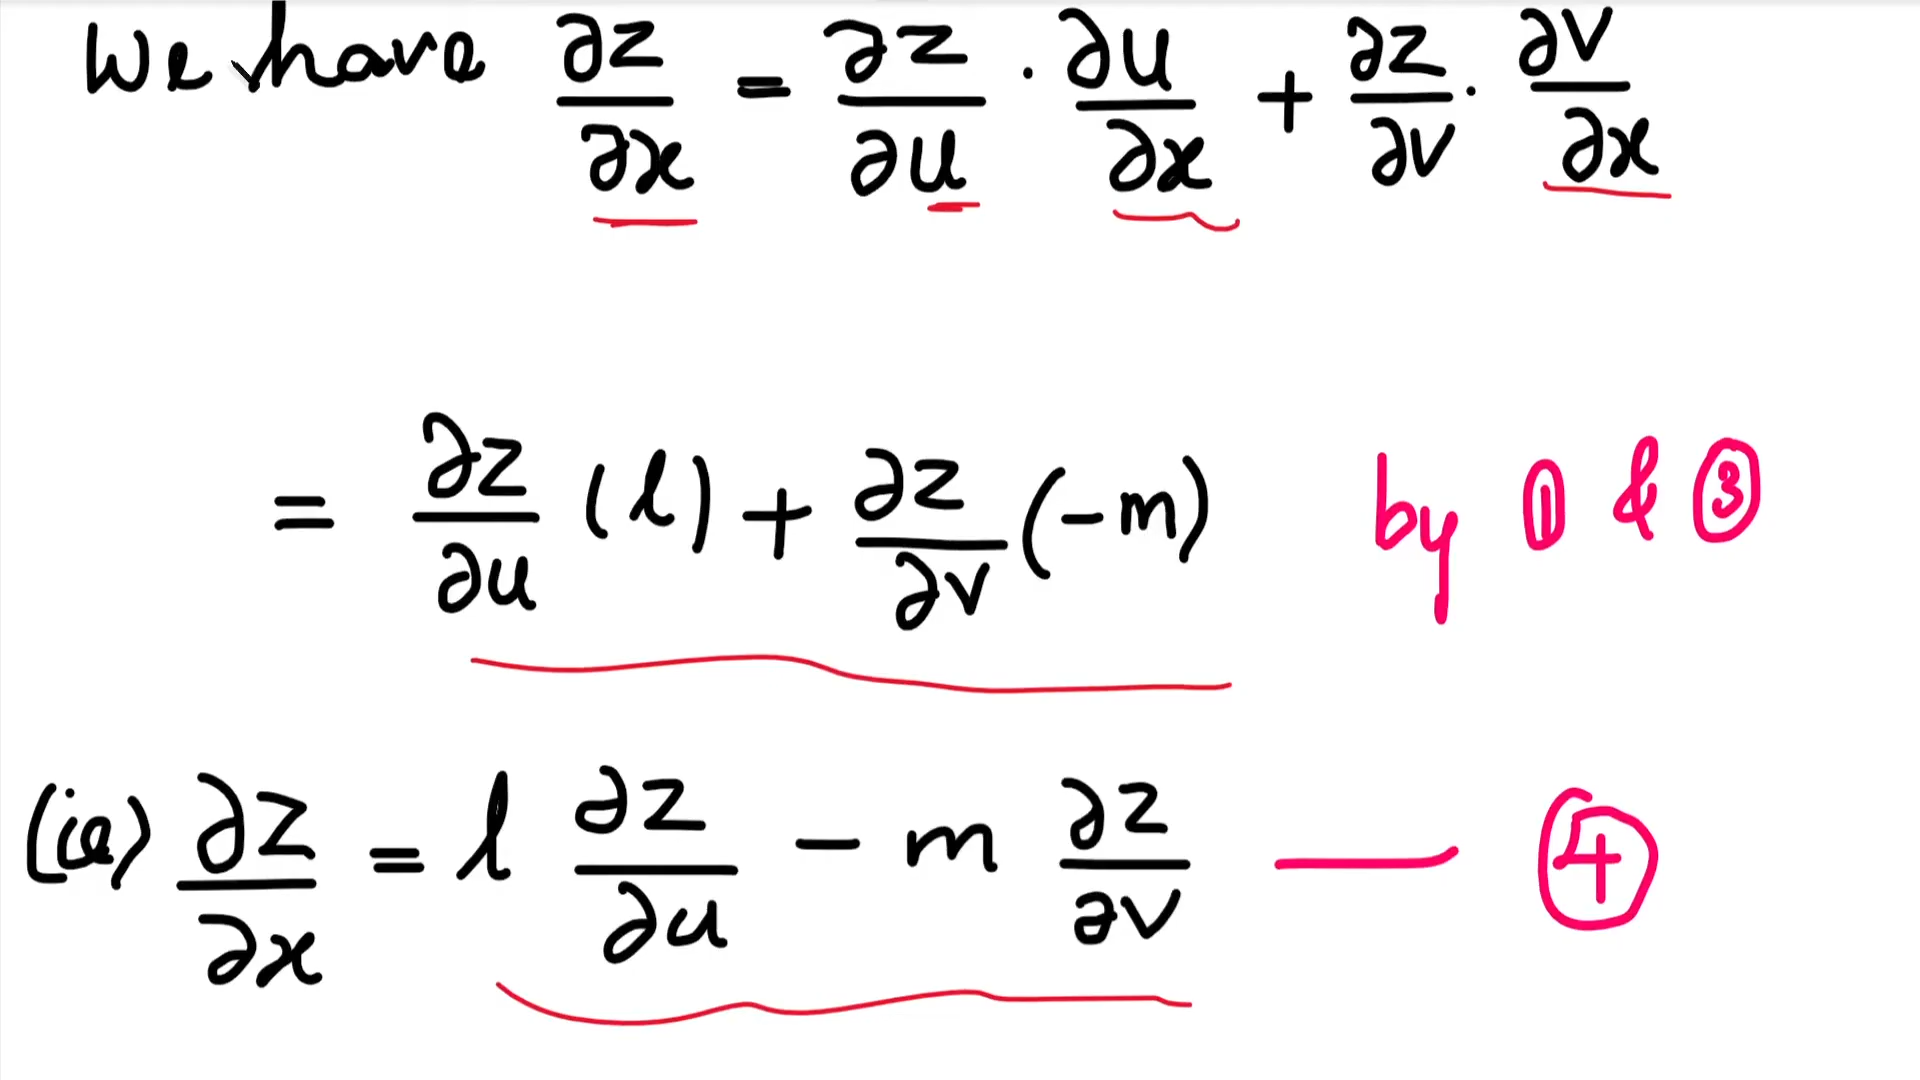 We have ∂z/∂x = ∂z/∂u · ∂u/∂x + ∂z/∂v · ∂v/∂x
= ∂z/∂u (l) + ∂z/∂v (-m) by ① & ③
(ie) ∂z/∂x = l ∂z/∂u - m ∂z/∂v — ④